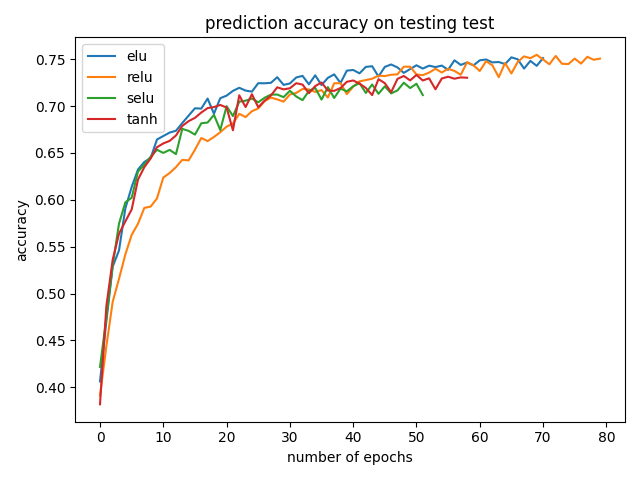 prediction accuracy on testing test
elu
relu
selu
tanh
accuracy
0.75
0.70
0.65
0.60
0.55
0.50
0.45
0.40
0 10 20 30 40 50 60 70 80
number of epochs